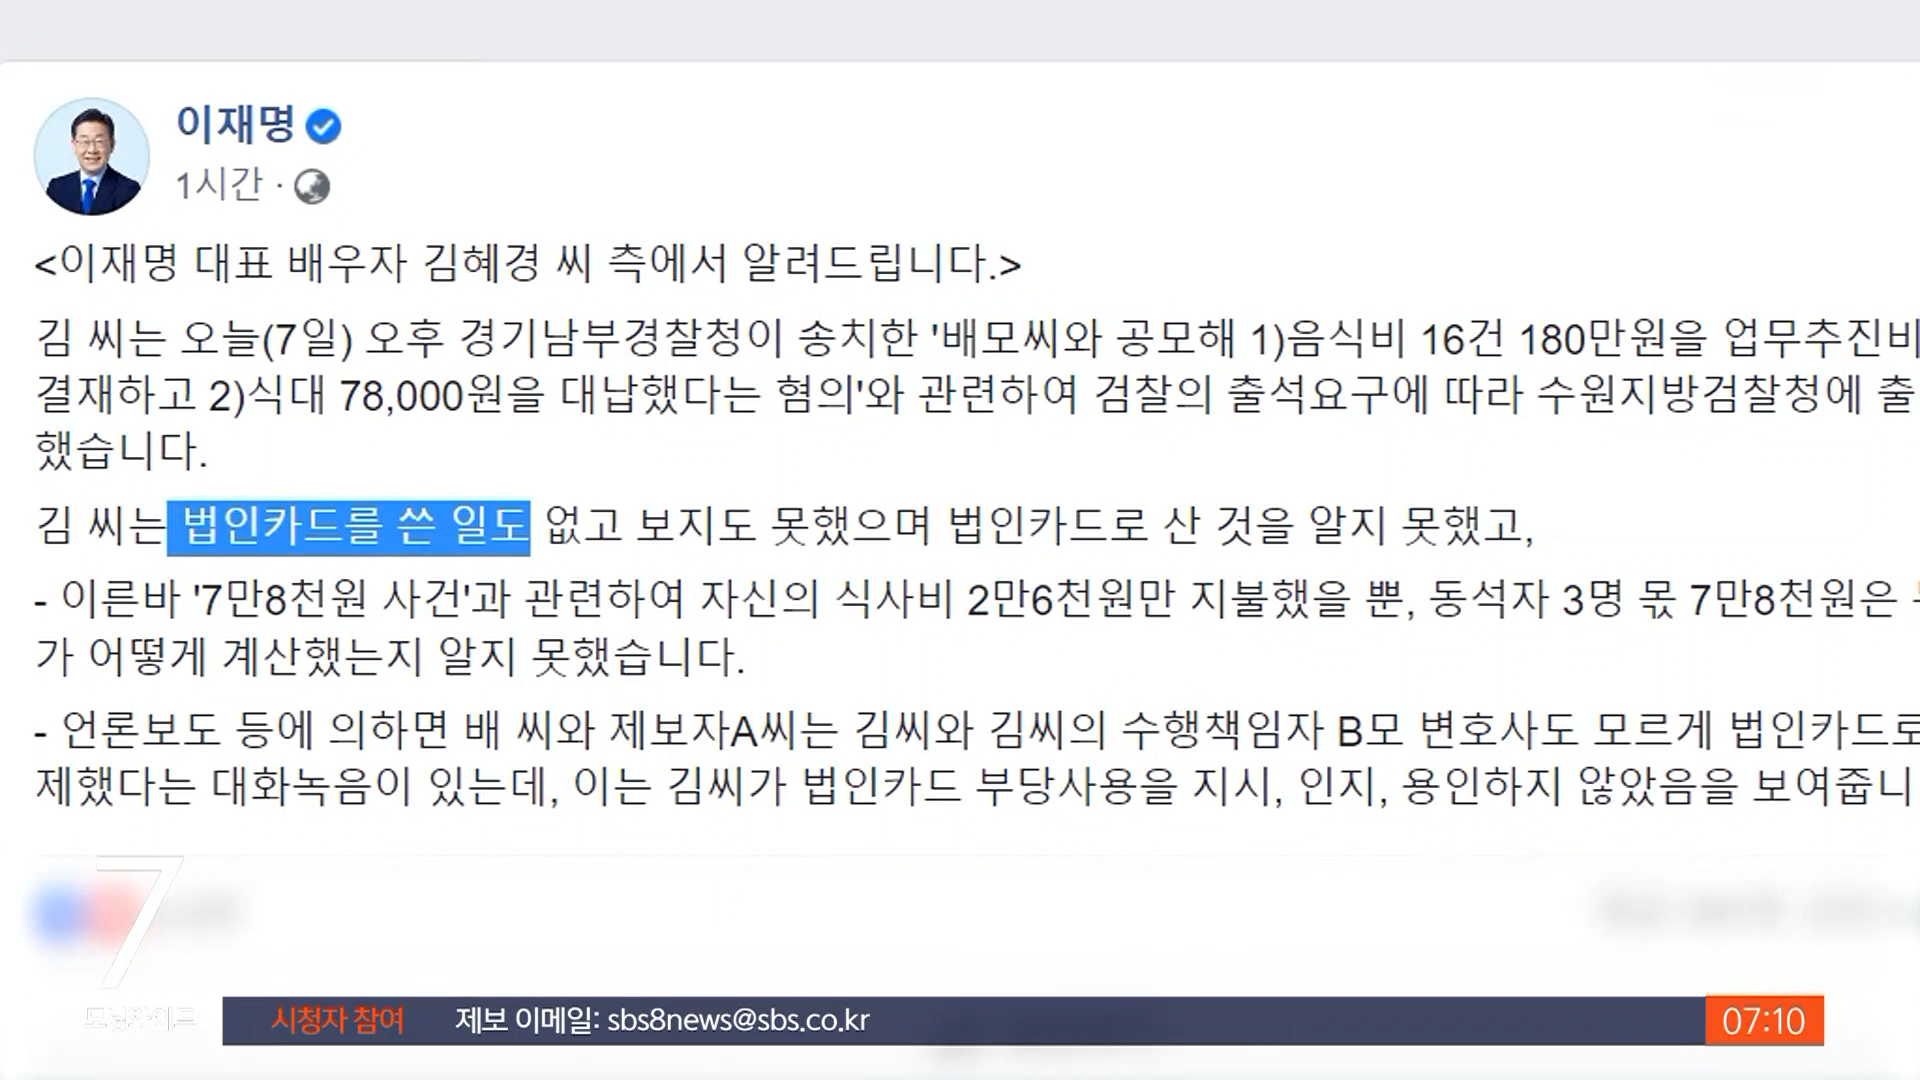 이재명
1시간 ·
<이재명 대표 배우자 김혜경 씨 측에서 알려드립니다.>
김 씨는 오늘(7일) 오후 경기남부경찰청이 송치한 '배모씨와 공모해 1)음식비 16건 180만원을 업무추진비
결재하고 2)식대 78,000원을 대납했다는 혐의'와 관련하여 검찰의 출석요구에 따라 수원지방검찰청에 출
했습니다.
김 씨는 법인카드를 쓴 일도 없고 보지도 못했으며 법인카드로 산 것을 알지 못했고,
- 이른바 '7만8천원 사건'과 관련하여 자신의 식사비 2만6천원만 지불했을 뿐, 동석자 3명 몫 7만8천원은
가 어떻게 계산했는지 알지 못했습니다.
- 언론보도 등에 의하면 배 씨와 제보자A씨는 김씨와 김씨의 수행책임자 B모 변호사도 모르게 법인카드로
제했다는 대화녹음이 있는데, 이는 김씨가 법인카드 부당사용을 지시, 인지, 용인하지 않았음을 보여줍니
7
모닝와이드
시청자 참여 제보 이메일: sbs8news@sbs.co.kr 07:10